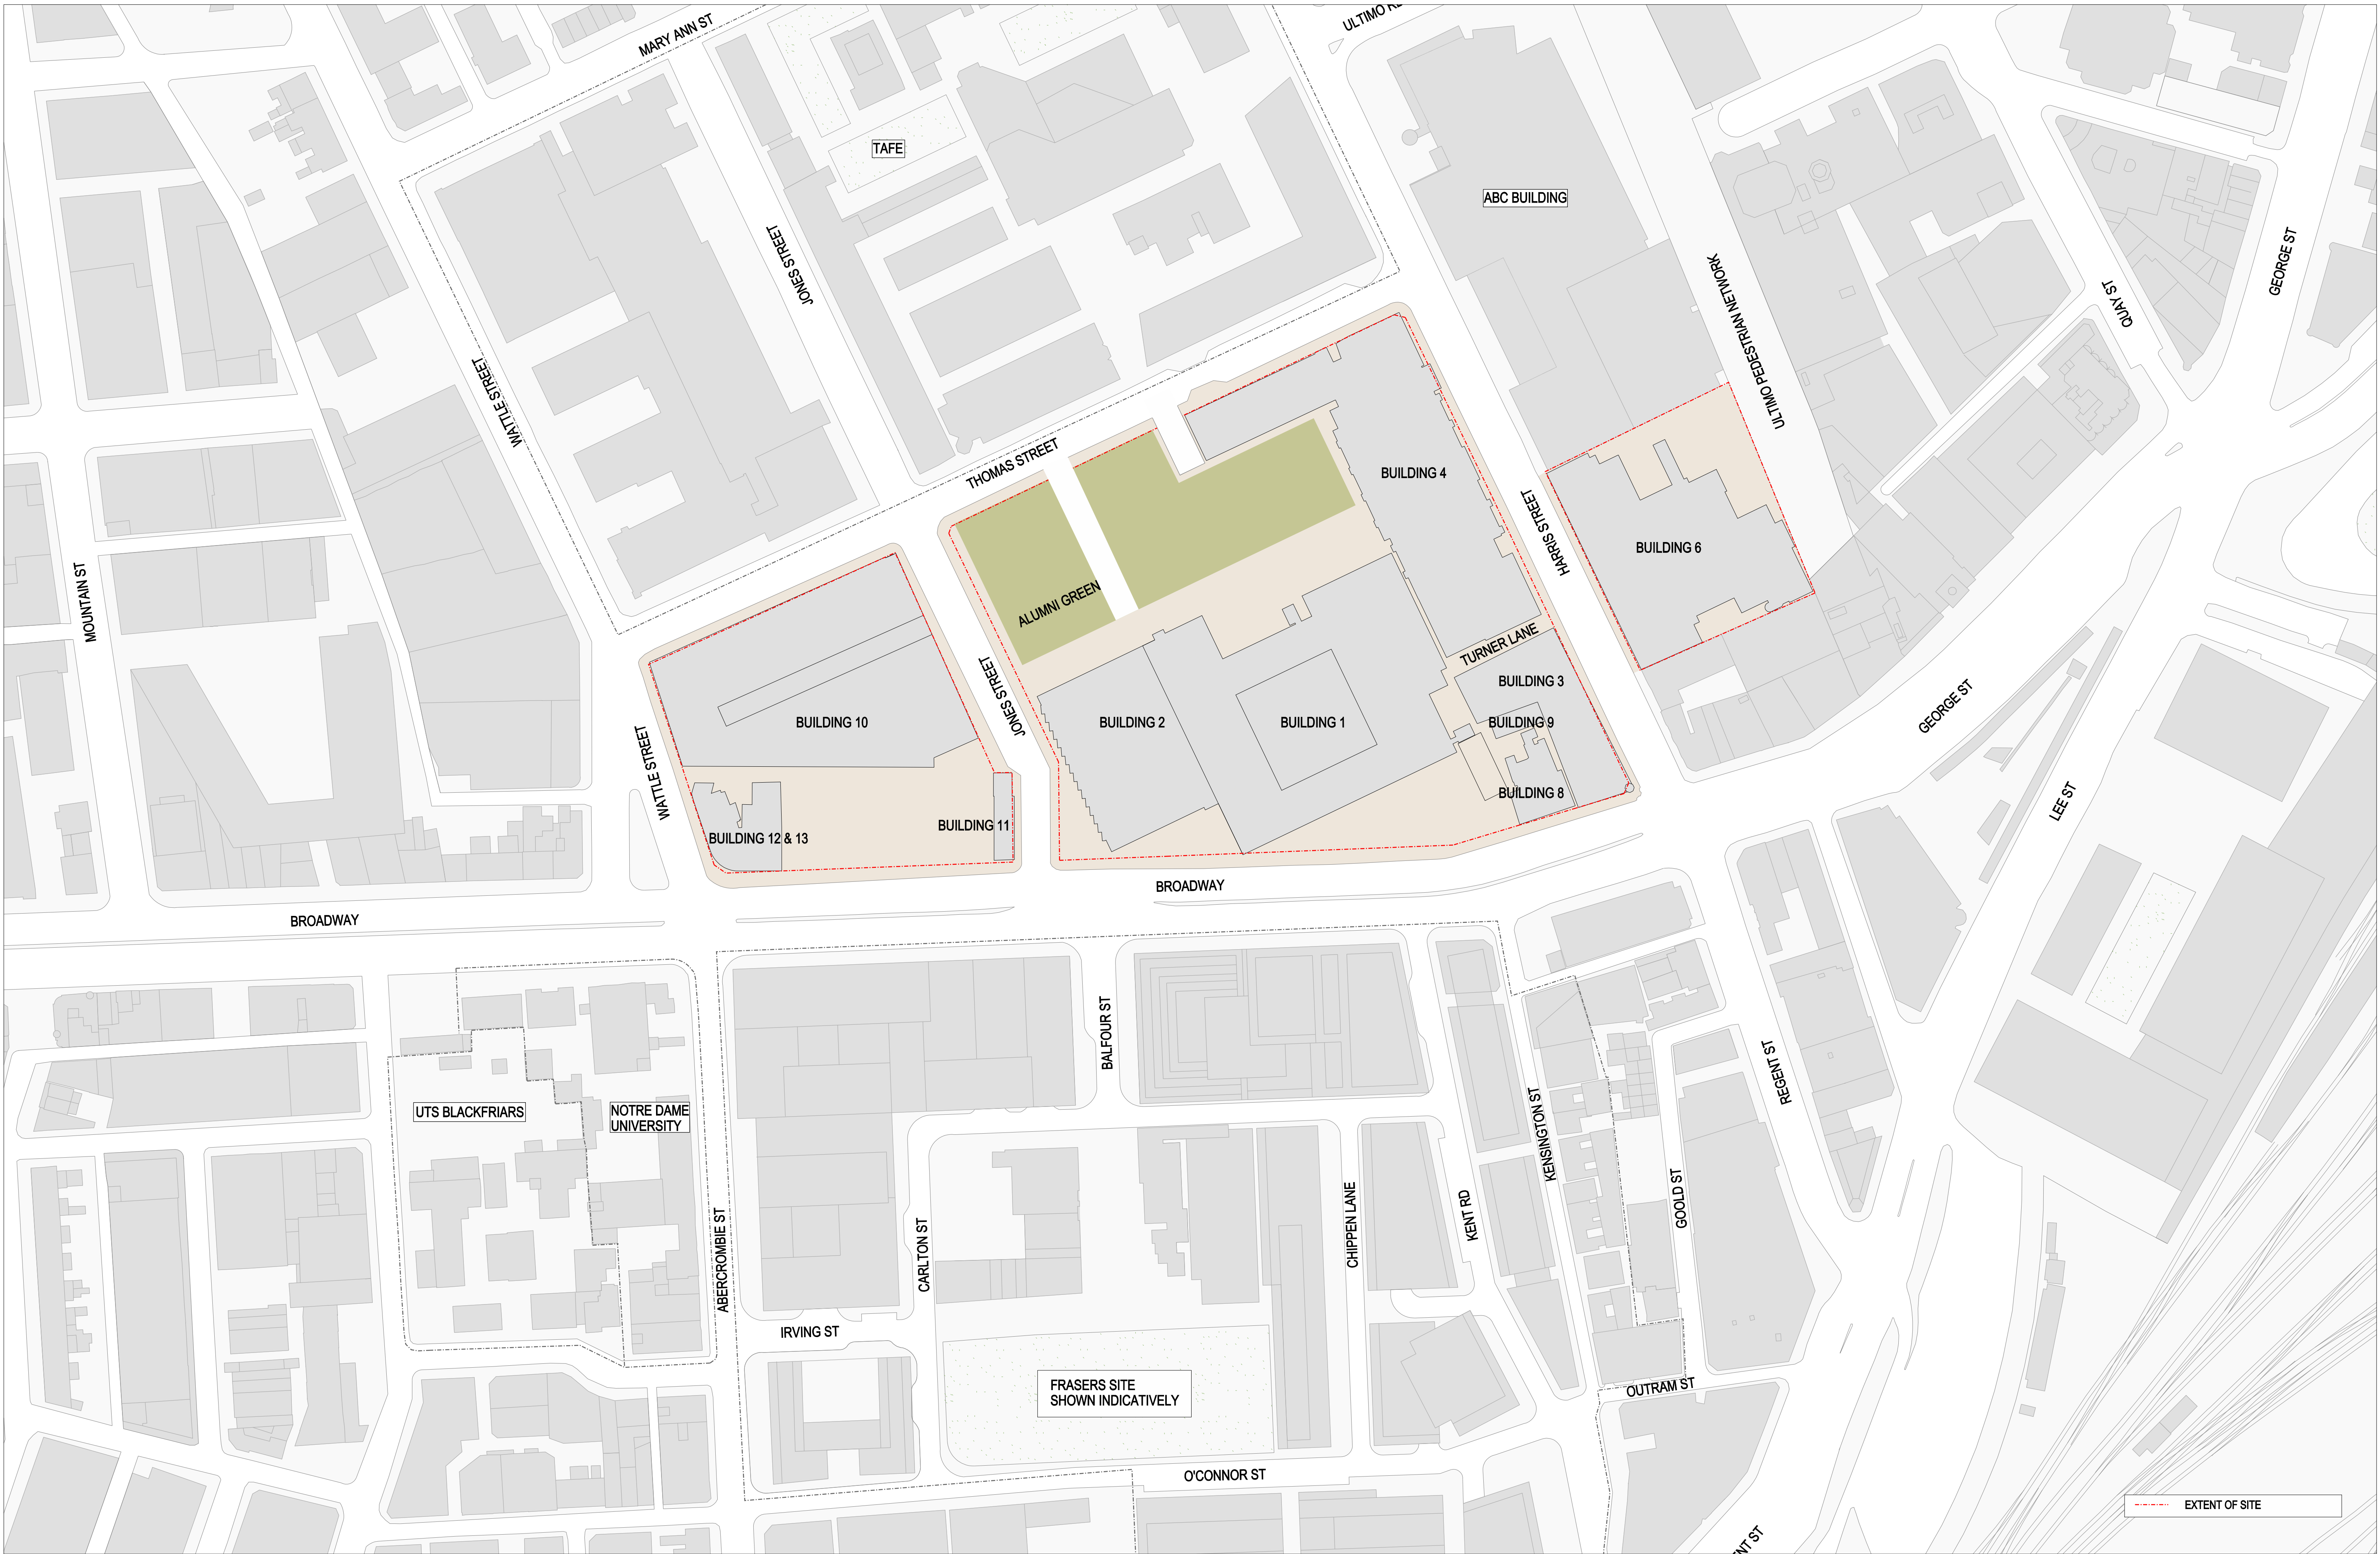 MARY ANN ST
TAFE
ABC BUILDING
JONES STREET
GEORGE ST
QUAY ST
ULTIMO PEDESTRIAN NETWORK
WATTLE STREET
THOMAS STREET
BUILDING 4
HARRIS STREET
BUILDING 6
MOUNTAIN ST
ALUMNI GREEN
TURNER LANE
JONES STREET
BUILDING 3
GEORGE ST
BUILDING 10
BUILDING 2
BUILDING 1
BUILDING 9
WATTLE STREET
BUILDING 8
LEE ST
BUILDING 11
BUILDING 12 & 13
BROADWAY
BROADWAY
BALFOUR ST
REGENT ST
UTS BLACKFRIARS
NOTRE DAME
UNIVERSITY
KENSINGTON ST
GOOLD ST
KENT RD
CHIPPEN LANE
ABERCROMBIE ST
CARLTON ST
IRVING ST
FRASERS SITE
SHOWN INDICATIVELY
OUTRAM ST
O'CONNOR ST
EXTENT OF SITE